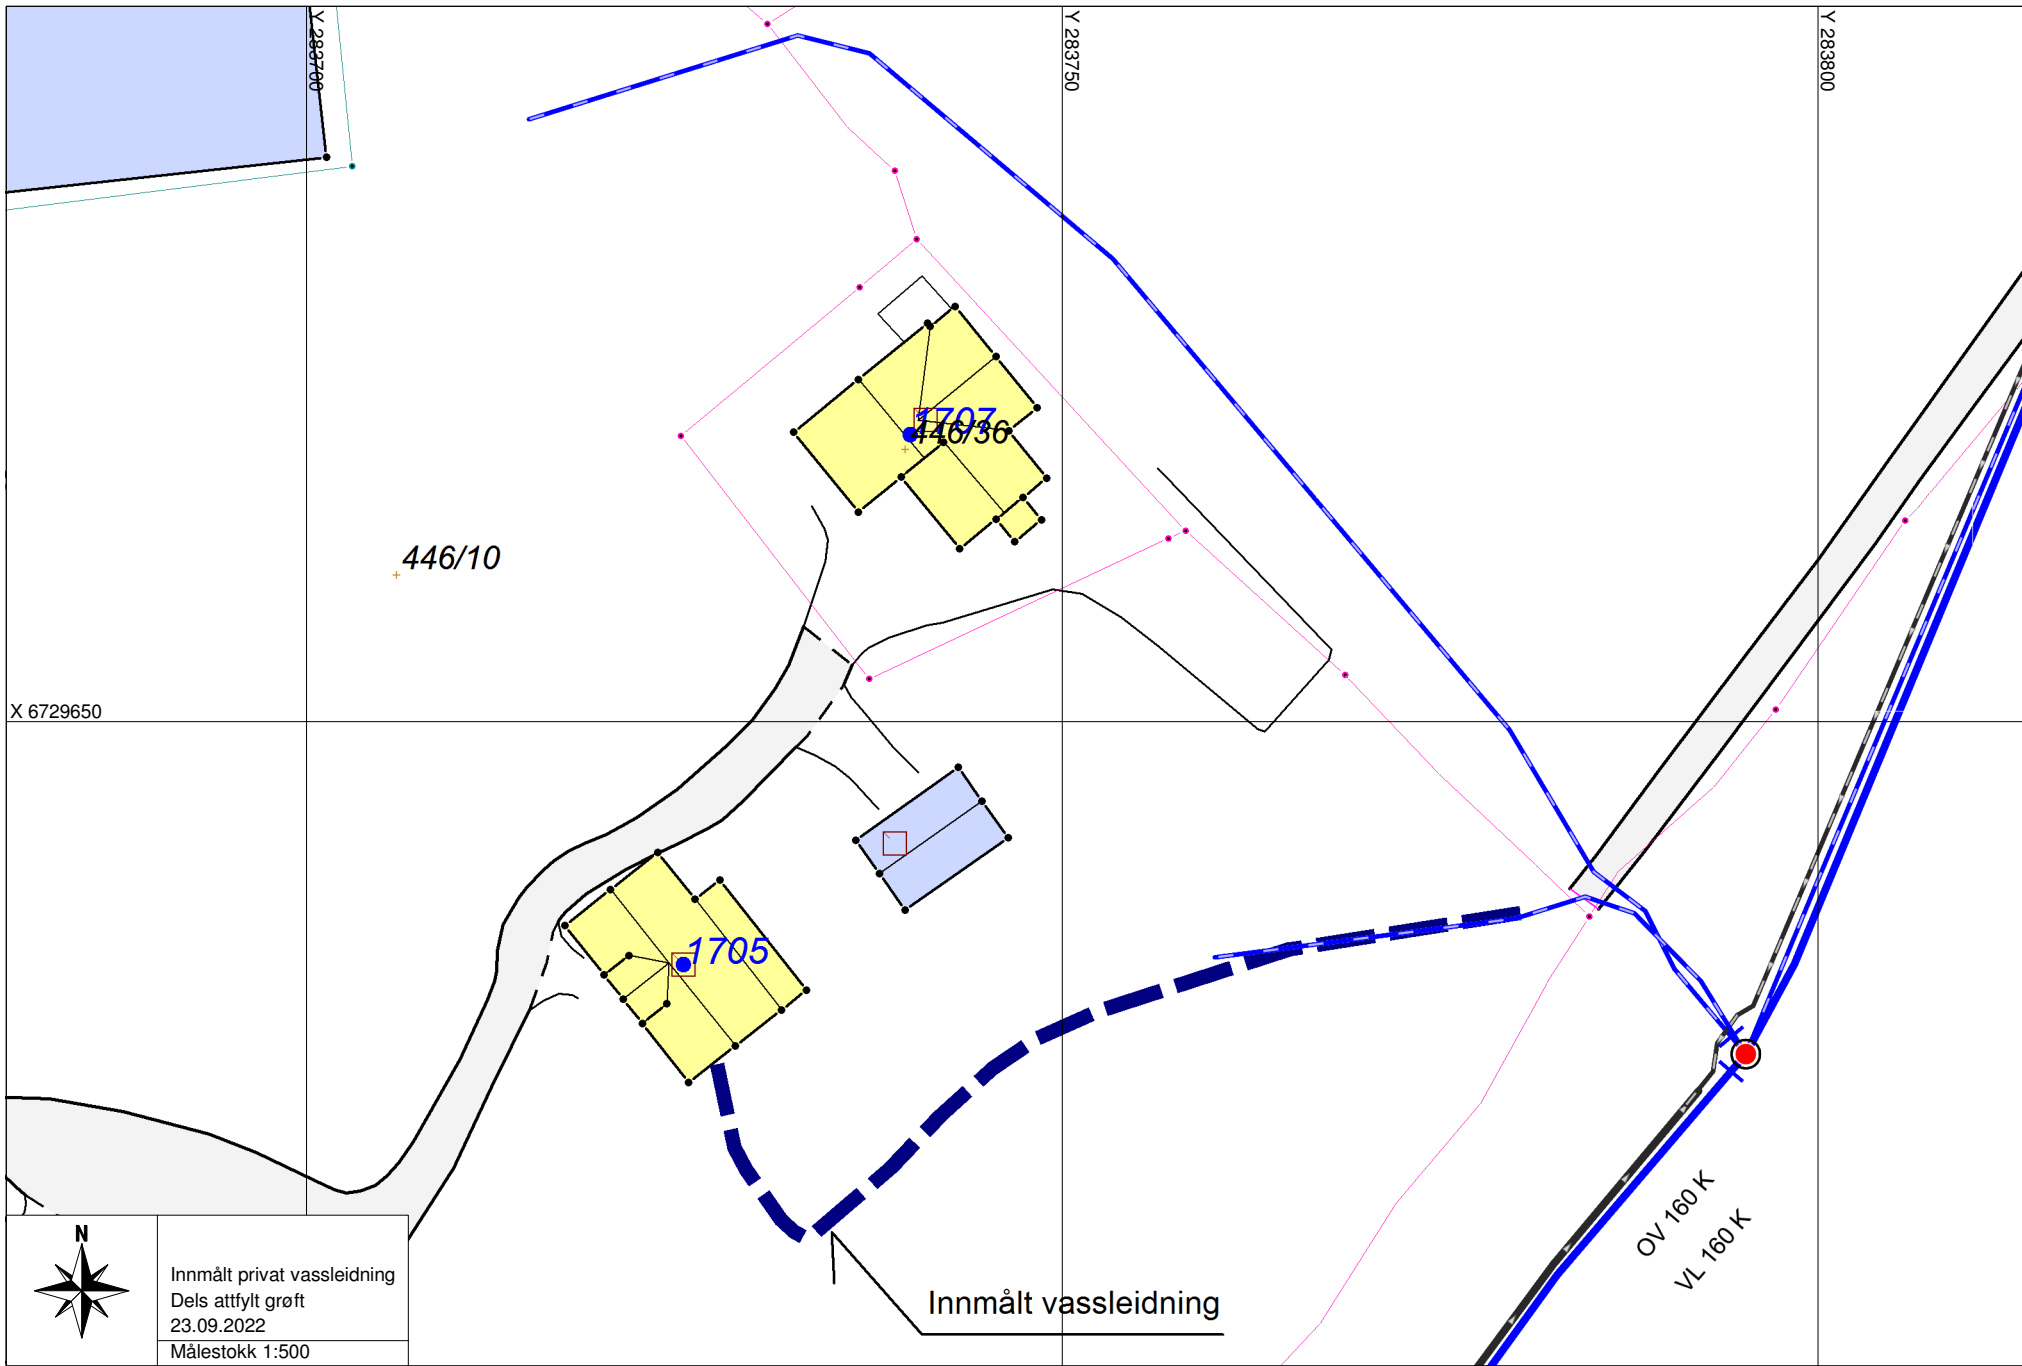 Y 283700
Y 283750
Y 283800
1707
446/36
446/10
X 6729650
1705
OV 160 K
VL 160 K
Innmålt vassleidning
N
Innmålt privat vassleidning
Dels attfylt grøft
23.09.2022
Målestokk 1:500